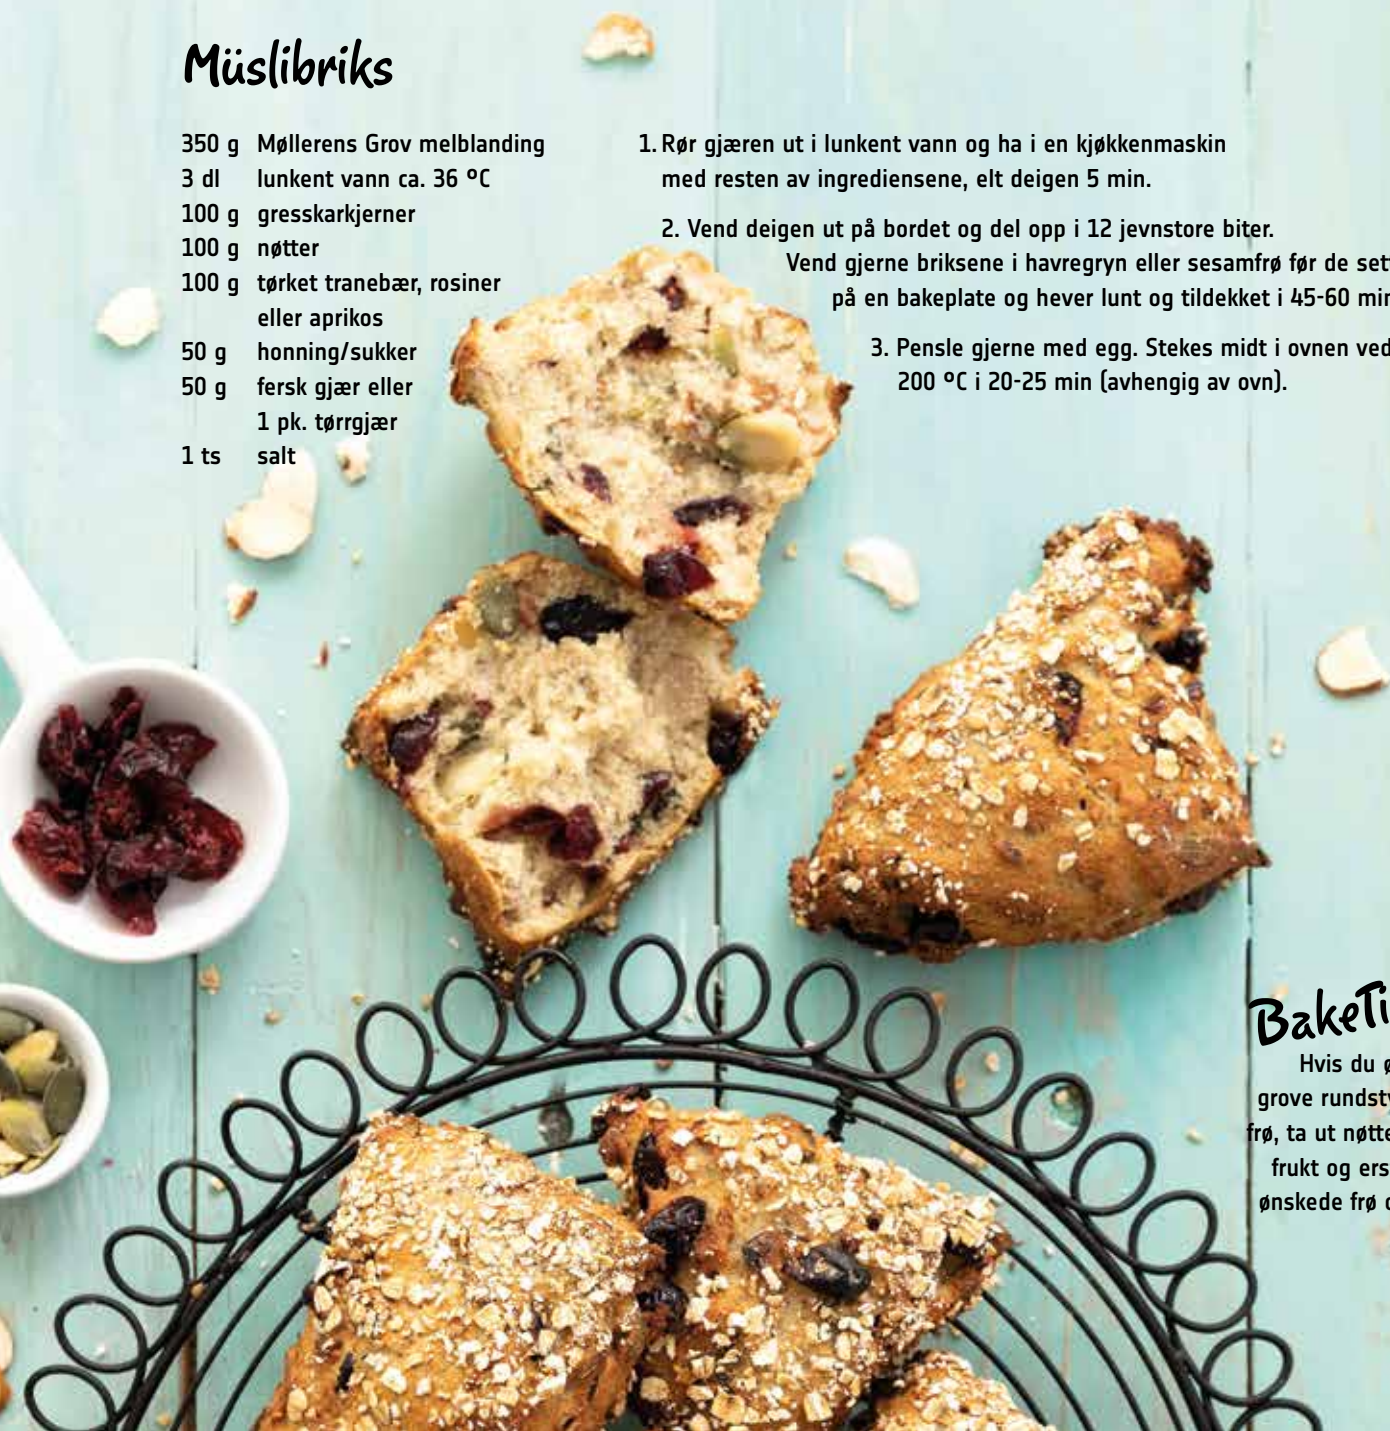 Müslibriks
350 g Møllerens Grov melblanding
3 dl lunkent vann ca. 36 °C
100 g gresskarkjerner
100 g nøtter
100 g tørket tranebær, rosiner
eller aprikos
50 g honning/sukker
50 g fersk gjær eller
1 pk. tørrgjær
1 ts salt
1. Rør gjæren ut i lunkent vann og ha i en kjøkkenmaskin
med resten av ingrediensene, elt deigen 5 min.
2. Vend deigen ut på bordet og del opp i 12 jevnstore biter.
Vend gjerne briksene i havregryn eller sesamfrø før de
på en bakeplate og hever lunt og tildekket i 45-60 min
3. Pensle gjerne med egg. Stekes midt i ovnen ved
200 °C i 20-25 min (avhengig av ovn).
Hvis du
grove
frø, ta ut
frukt og
ønskede frø